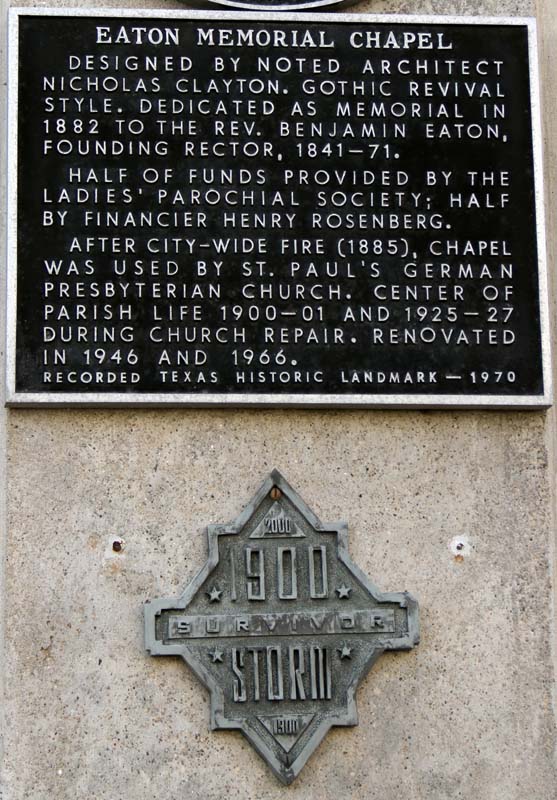 EATON MEMORIAL CHAPEL
DESIGNED BY NOTED ARCHITECT
NICHOLAS CLAYTON. GOTHIC REVIVAL
STYLE. DEDICATED AS MEMORIAL IN
1882 TO THE REV. BENJAMIN EATON,
FOUNDING RECTOR, 1841-71.
HALF OF FUNDS PROVIDED BY THE
LADIES' PAROCHIAL SOCIETY; HALF
BY FINANCIER HENRY ROSENBERG.
AFTER CITY-WIDE FIRE (1885), CHAPEL
WAS USED BY ST. PAUL'S GERMAN
PRESBYTERIAN CHURCH. CENTER OF
PARISH LIFE 1900-01 AND 1925-27
DURING CHURCH REPAIR. RENOVATED
IN 1946 AND 1966.
RECORDED TEXAS HISTORIC LANDMARK - 1970
2000
1900
SURVIVOR
STORM
1900